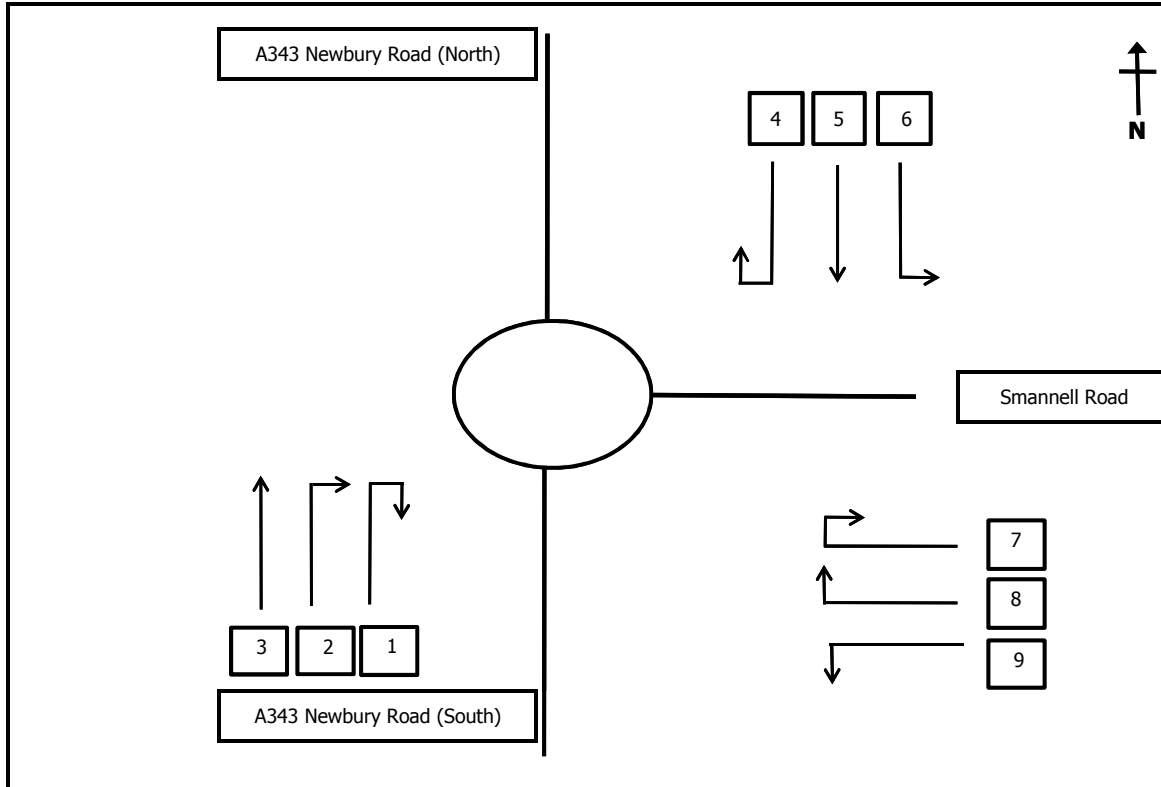 A343 Newbury Road (North)
4 5 6
N
Smannell Road
7
8
9
3 2 1
A343 Newbury Road (South)